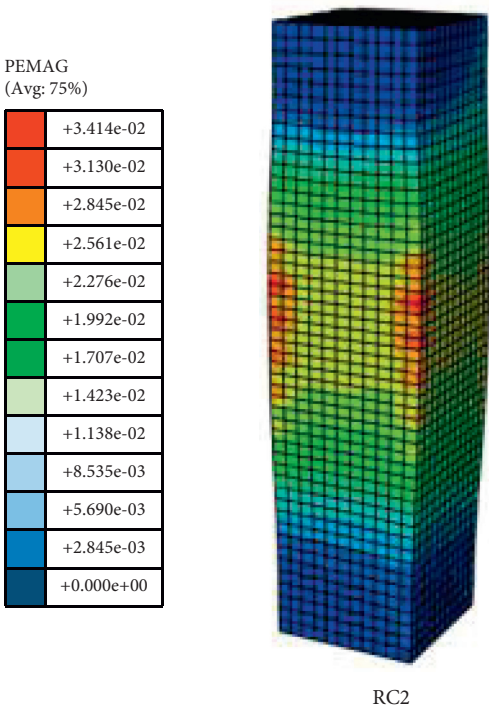 PEMAG
(Avg: 75%)
+3.414e-02
+3.130e-02
+2.845e-02
+2.561e-02
+2.276e-02
+1.992e-02
+1.707e-02
+1.423e-02
+1.138e-02
+8.535e-03
+5.690e-03
+2.845e-03
+0.000e+00
RC2